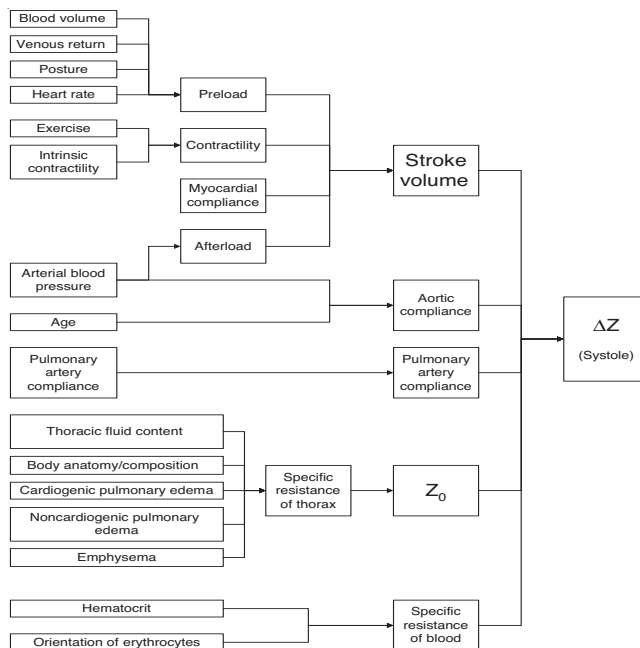 Blood volume
Venous return
Posture
Heart rate
Preload
Exercise
Intrinsic
contractility
Contractility
Myocardial
compliance
Stroke
volume
Afterload
Arterial blood
pressure
Age
Aortic
compliance
ΔZ
(Systole)
Pulmonary
artery
compliance
Pulmonary
artery
compliance
Thoracic fluid content
Body anatomy/composition
Cardiogenic pulmonary edema
Noncardiogenic pulmonary
edema
Emphysema
Specific
resistance
of thorax
Z0
Hematocrit
Orientation of erythrocytes
Specific
resistance
of blood